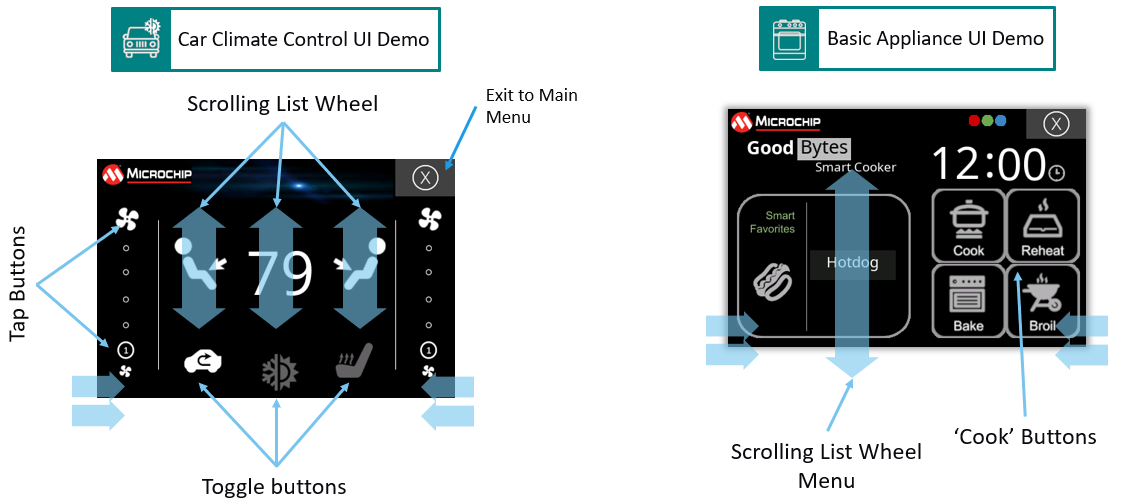 Car Climate Control UI Demo
Scrolling List Wheel
Exit to Main
Menu
MICROCHIP
X
79
Tap Buttons
1
1
Toggle buttons
Basic Appliance UI Demo
MICROCHIP
X
Good Bytes
Smart Cooker
12:00
Smart
Favorites
Hotdog
Cook
Reheat
Bake
Broil
Scrolling List Wheel
Menu
‘Cook’ Buttons